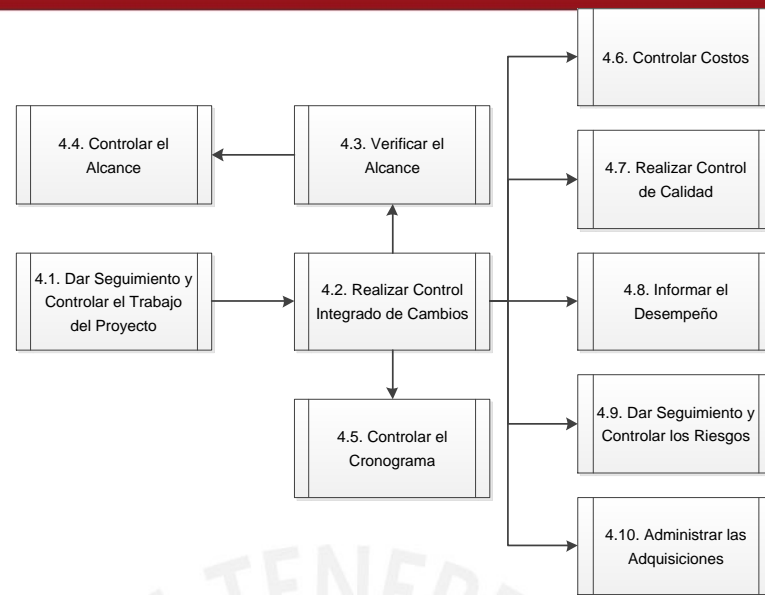 4.6. Controlar Costos
4.4. Controlar el
Alcance
4.3. Verificar el
Alcance
4.7. Realizar Control
de Calidad
4.1. Dar Seguimiento y
Controlar el Trabajo
del Proyecto
4.2. Realizar Control
Integrado de Cambios
4.8. Informar el
Desempeño
4.5. Controlar el
Cronograma
4.9. Dar Seguimiento y
Controlar los Riesgos
4.10. Administrar las
Adquisiciones